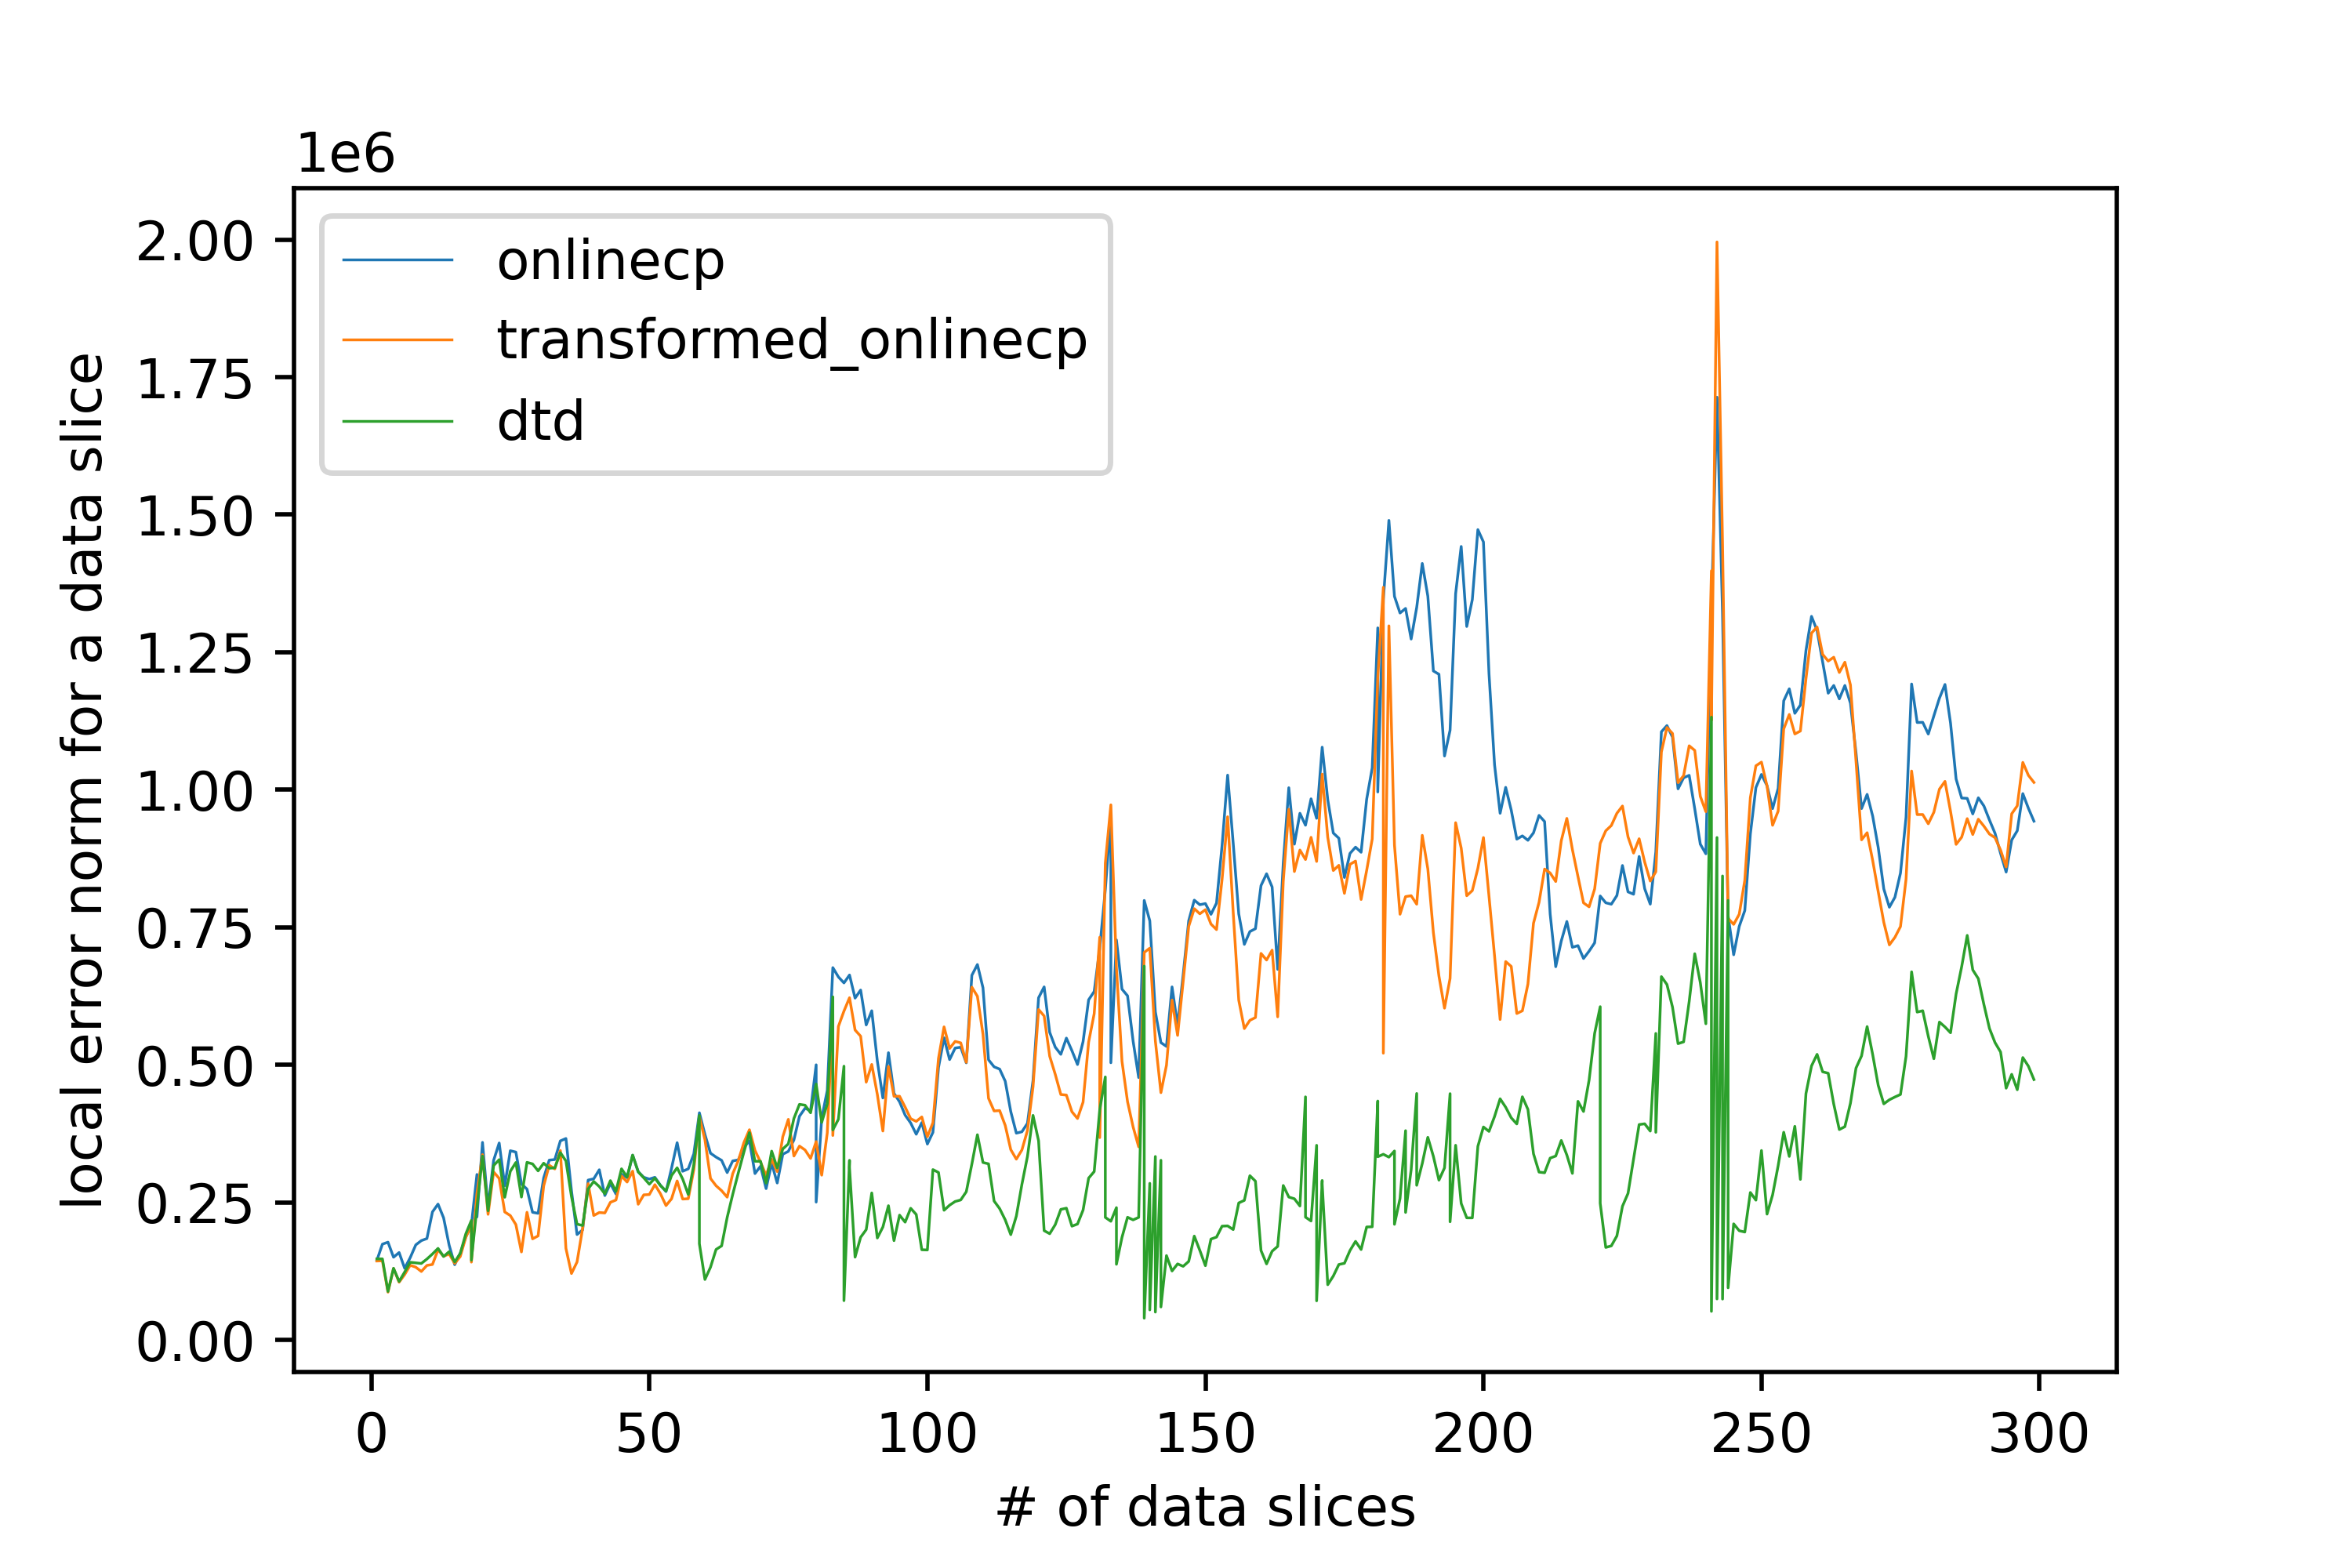 1e6
2.00
1.75
1.50
1.25
1.00
0.75
0.50
0.25
0.00
local error norm for a data slice
onlinecp
transformed_onlinecp
dtd
0 50 100 150 200 250 300
# of data slices